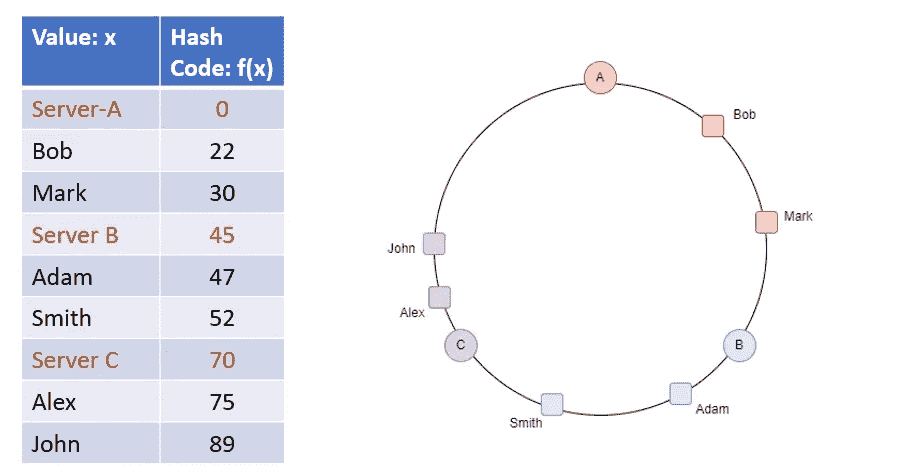 Value: x
Hash
Code: f(x)
Server-A 0
Bob 22
Mark 30
Server B 45
Adam 47
Smith 52
Server C 70
Alex 75
John 89
A
Bob
Mark
John
Alex
C
B
Adam
Smith